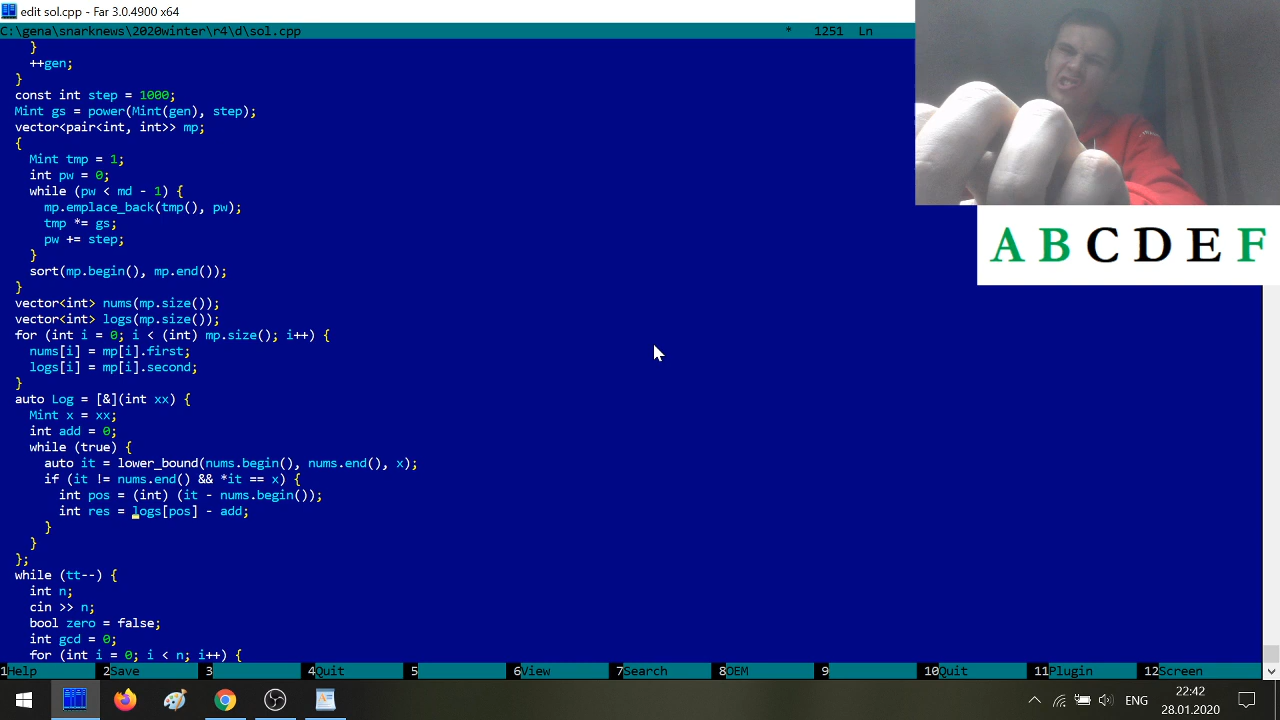 edit sol.cpp - Far 3.0.4900 x64
C:\gena\snarknews\2020winter\r4\d\sol.cpp * 1251 Ln
}
++gen;
}
const int step = 1000;
Mint gs = power(Mint(gen), step);
vector<pair<int, int>> mp;
{
Mint tmp = 1;
int pw = 0;
while (pw < md - 1) {
mp.emplace_back(tmp(), pw);
tmp *= gs;
pw += step;
}
sort(mp.begin(), mp.end());
}
vector<int> nums(mp.size());
vector<int> logs(mp.size());
for (int i = 0; i < (int) mp.size(); i++) {
nums[i] = mp[i].first;
logs[i] = mp[i].second;
}
auto Log = [&](int xx) {
Mint x = xx;
int add = 0;
while (true) {
auto it = lower_bound(nums.begin(), nums.end(), x);
if (it != nums.end() && *it == x) {
int pos = (int) (it - nums.begin());
int res = logs[pos] - add;
}
}
};
while (tt--) {
int n;
cin >> n;
bool zero = false;
int gcd = 0;
for (int i = 0; i < n; i++) {
1Help 2Save 3 4Quit 5 6View 7Search 8OEM 9 10Quit 11Plugin 12Screen
A B C D E F
ENG
22:42
28.01.2020